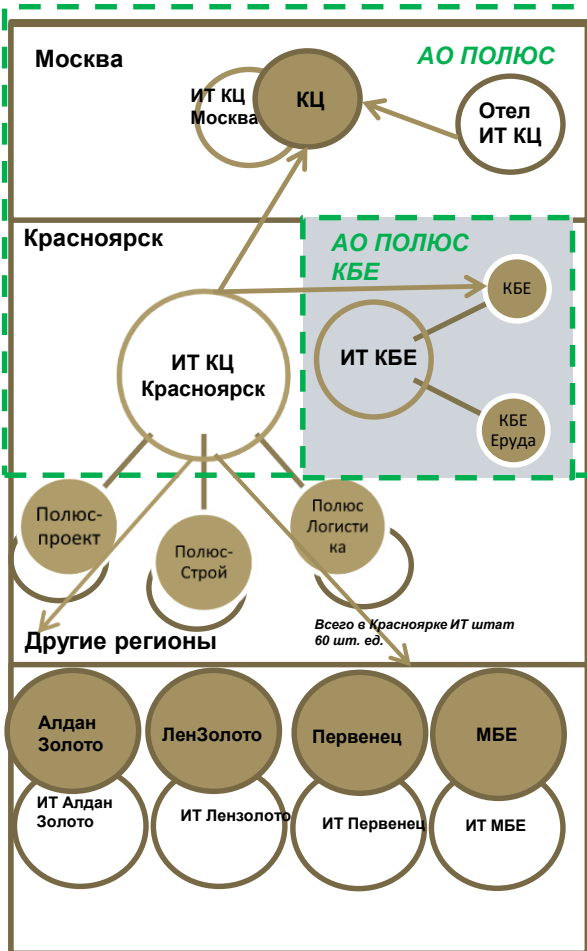 Москва
АО ПОЛЮС
ИТ КЦ
Москва
КЦ
Отел
ИТ КЦ
Красноярск
АО ПОЛЮС
КБЕ
КБЕ
ИТ КЦ
Красноярск
ИТ КБЕ
КБЕ
Еруда
Полюс-
проект
Полюс-
Строй
Полюс
Логисти
ка
Всего в Красноярке ИТ штат
60 шт. ед.
Другие регионы
Алдан
Золото
ЛенЗолото
Первенец
МБЕ
ИТ Алдан
Золото
ИТ Лензолото
ИТ Первенец
ИТ МБЕ